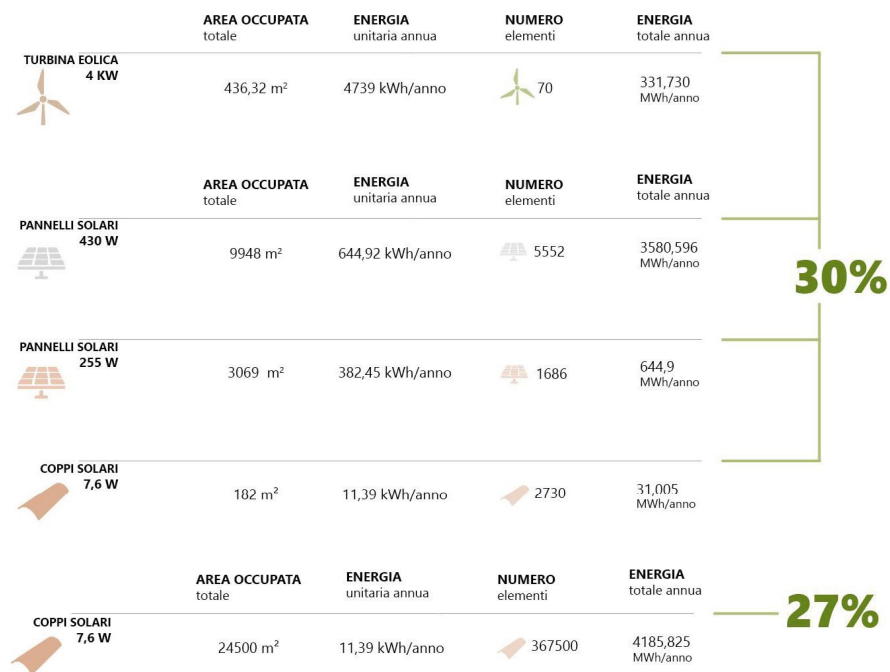 AREA OCCUPATA ENERGIA NUMERO ENERGIA
totale unitaria annua elementi totale annua
TURBINA EOLICA
4 KW
436,32 m² 4739 kWh/anno 70 331,730
MWh/anno
AREA OCCUPATA ENERGIA NUMERO ENERGIA
totale unitaria annua elementi totale annua
PANNELLI SOLARI
430 W
9948 m² 644,92 kWh/anno 5552 3580,596
MWh/anno
30%
PANNELLI SOLARI
255 W
3069 m² 382,45 kWh/anno 1686 644,9
MWh/anno
COPPI SOLARI
7,6 W
182 m² 11,39 kWh/anno 2730 31,005
MWh/anno
AREA OCCUPATA ENERGIA NUMERO ENERGIA
totale unitaria annua elementi totale annua
27%
COPPI SOLARI
7,6 W
24500 m² 11,39 kWh/anno 367500 4185,825
MWh/anno